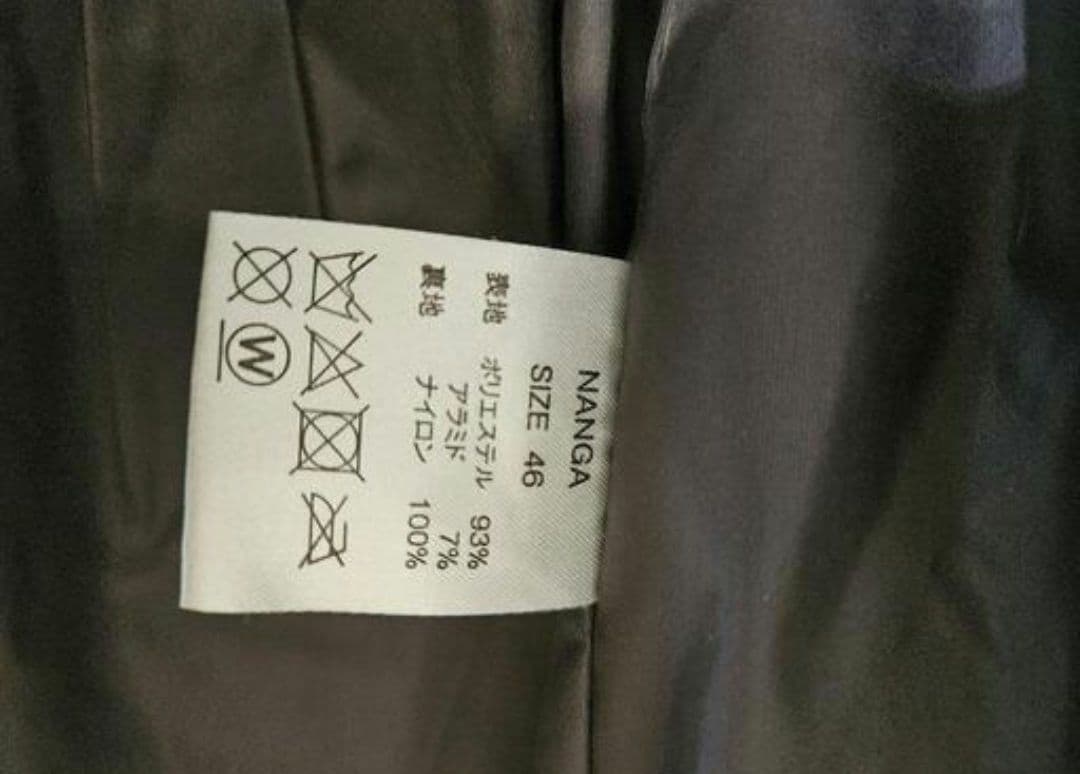 NANGA
SIZE 46
表地 ポリエステル 93%
アラミド 7%
裏地 ナイロン 100%
W